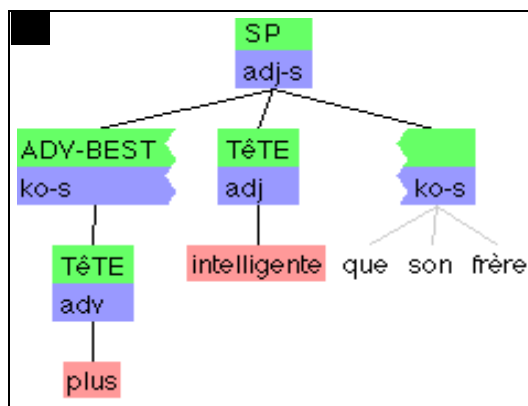 SP
adj-s
ADV-BEST TêTE
ko-s adj ko-s
TêTE intelligente que son frère
adv
plus